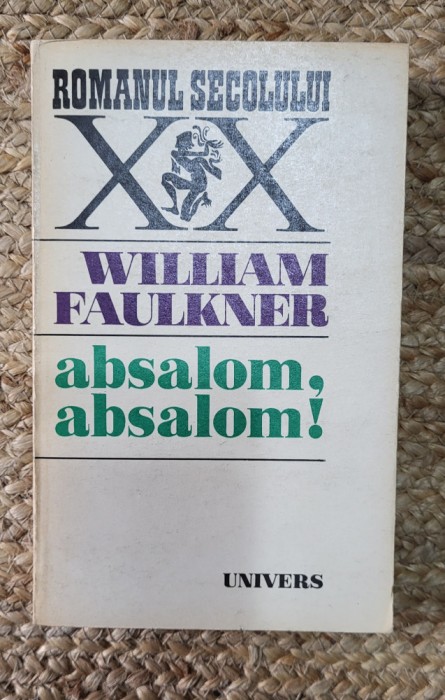 ROMANUL SECOLULUI
XX
WILLIAM
FAULKNER
absalom,
absalom!
UNIVERS